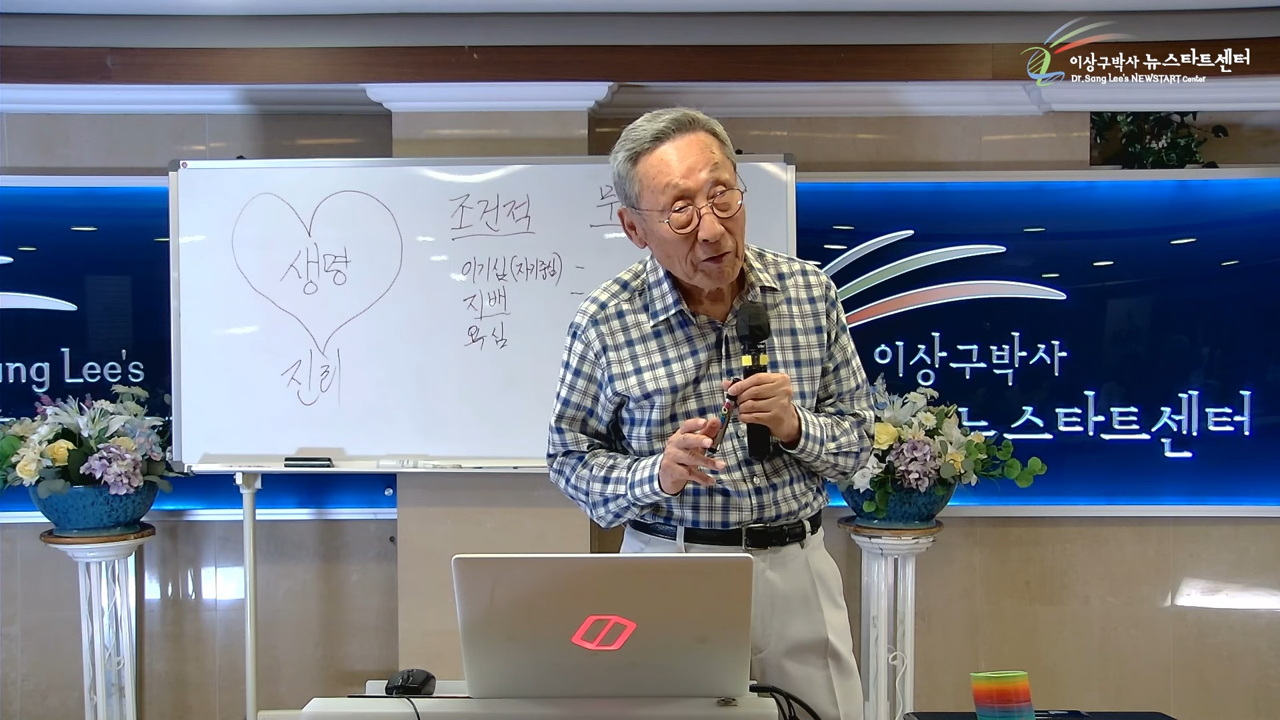 이상구박사 뉴스타트센터
Dr. Sang Lee's NEWSTART Center
조건적
생명
이기심(자기중심) -
지배 -
욕심
진리
Lee's
이상구박사
뉴스타트센터